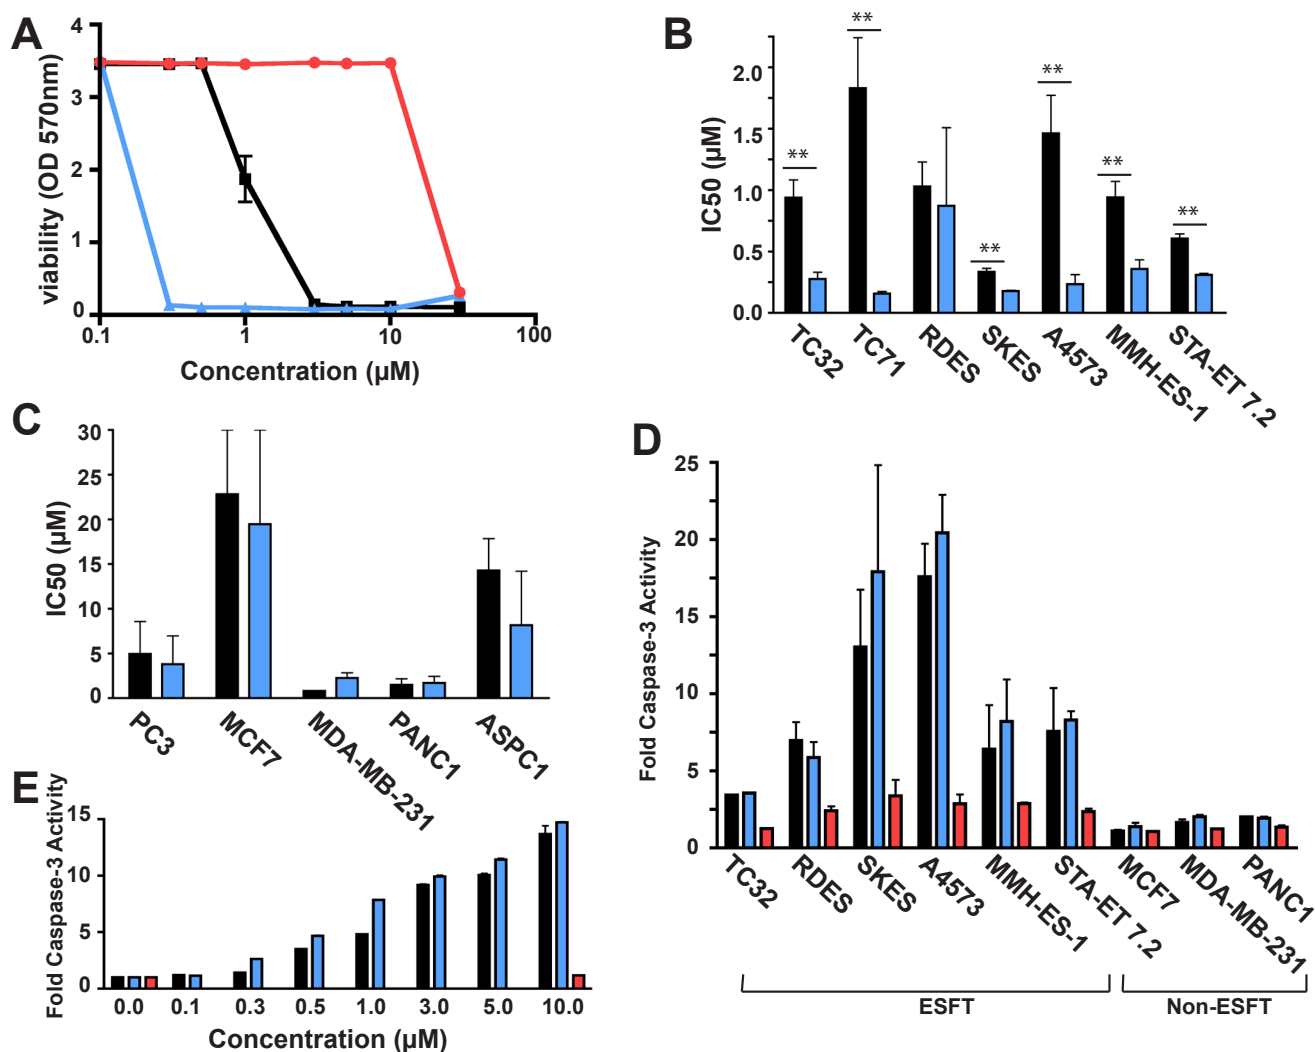 A
viability (OD 570nm)
4
3
2
1
0
0.1
1
10
100
Concentration (µM)
B
IC50 (µM)
2.0
1.5
1.0
0.5
0.0
**
**
**
**
**
**
TC32
TC71
RDES
SKES
A4573
MMH-ES-1
STA-ET 7.2
C
IC50 (µM)
30
25
20
15
10
5
0
PC3
MCF7
MDA-MB-231
PANC1
ASPC1
D
Fold Caspase-3 Activity
25
20
15
10
5
0
TC32
RDES
SKES
A4573
MMH-ES-1
STA-ET 7.2
MCF7
MDA-MB-231
PANC1
ESFT
Non-ESFT
E
Fold Caspase-3 Activity
15
10
5
0
0.0
0.1
0.3
0.5
1.0
3.0
5.0
10.0
Concentration (µM)